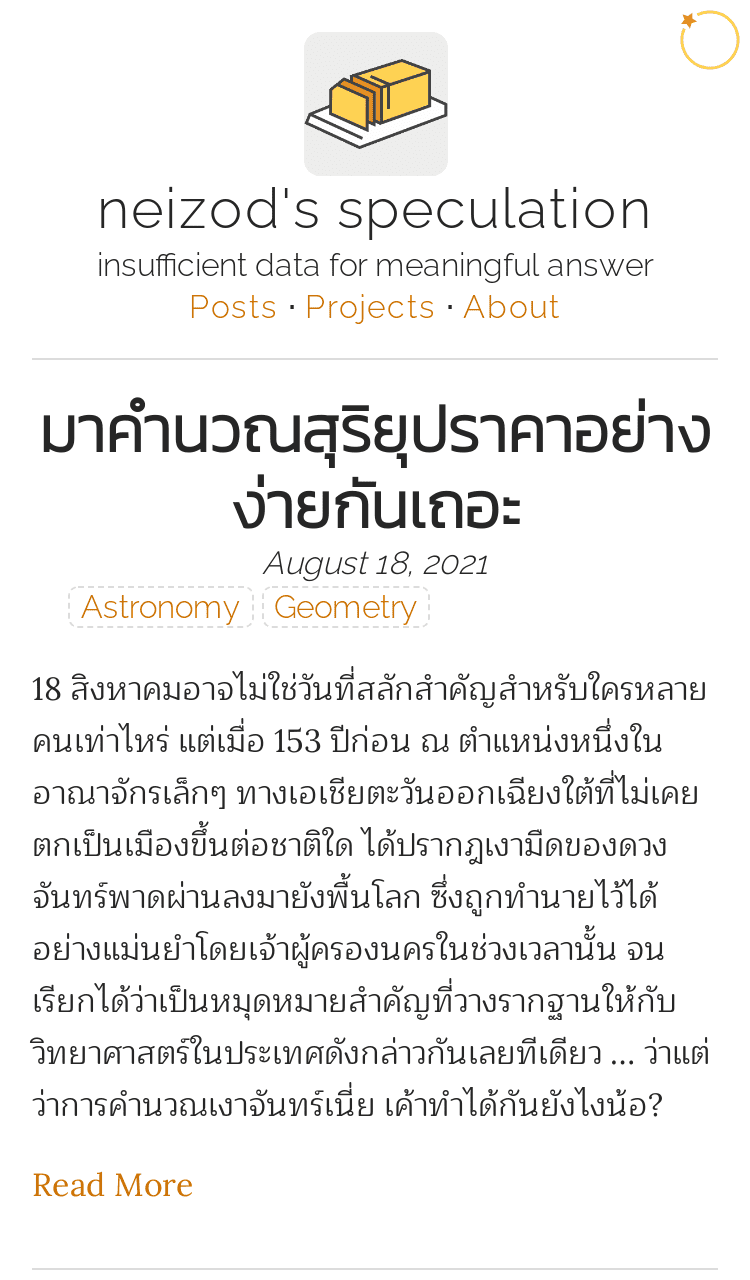 neizod's speculation
insufficient data for meaningful answer
Posts · Projects · About
มาคำนวณสุริยุปราคาอย่าง
ง่ายกันเถอะ
August 18, 2021
Astronomy Geometry
18 สิงหาคมอาจไม่ใช่วันที่สลักสำคัญสำหรับใครหลาย
คนเท่าไหร่ แต่เมื่อ 153 ปีก่อน ณ ตำแหน่งหนึ่งใน
อาณาจักรเล็กๆ ทางเอเชียตะวันออกเฉียงใต้ที่ไม่เคย
ตกเป็นเมืองขึ้นต่อชาติใด ได้ปรากฏเงามืดของดวง
จันทร์พาดผ่านลงมายังพื้นโลก ซึ่งถูกทำนายไว้ได้
อย่างแม่นยำโดยเจ้าผู้ครองนครในช่วงเวลานั้น จน
เรียกได้ว่าเป็นหมุดหมายสำคัญที่วางรากฐานให้กับ
วิทยาศาสตร์ในประเทศดังกล่าวกันเลยทีเดียว ... ว่าแต่
ว่าการคำนวณเงาจันทร์เนี่ย เค้าทำได้กันยังไงน้อ?
Read More